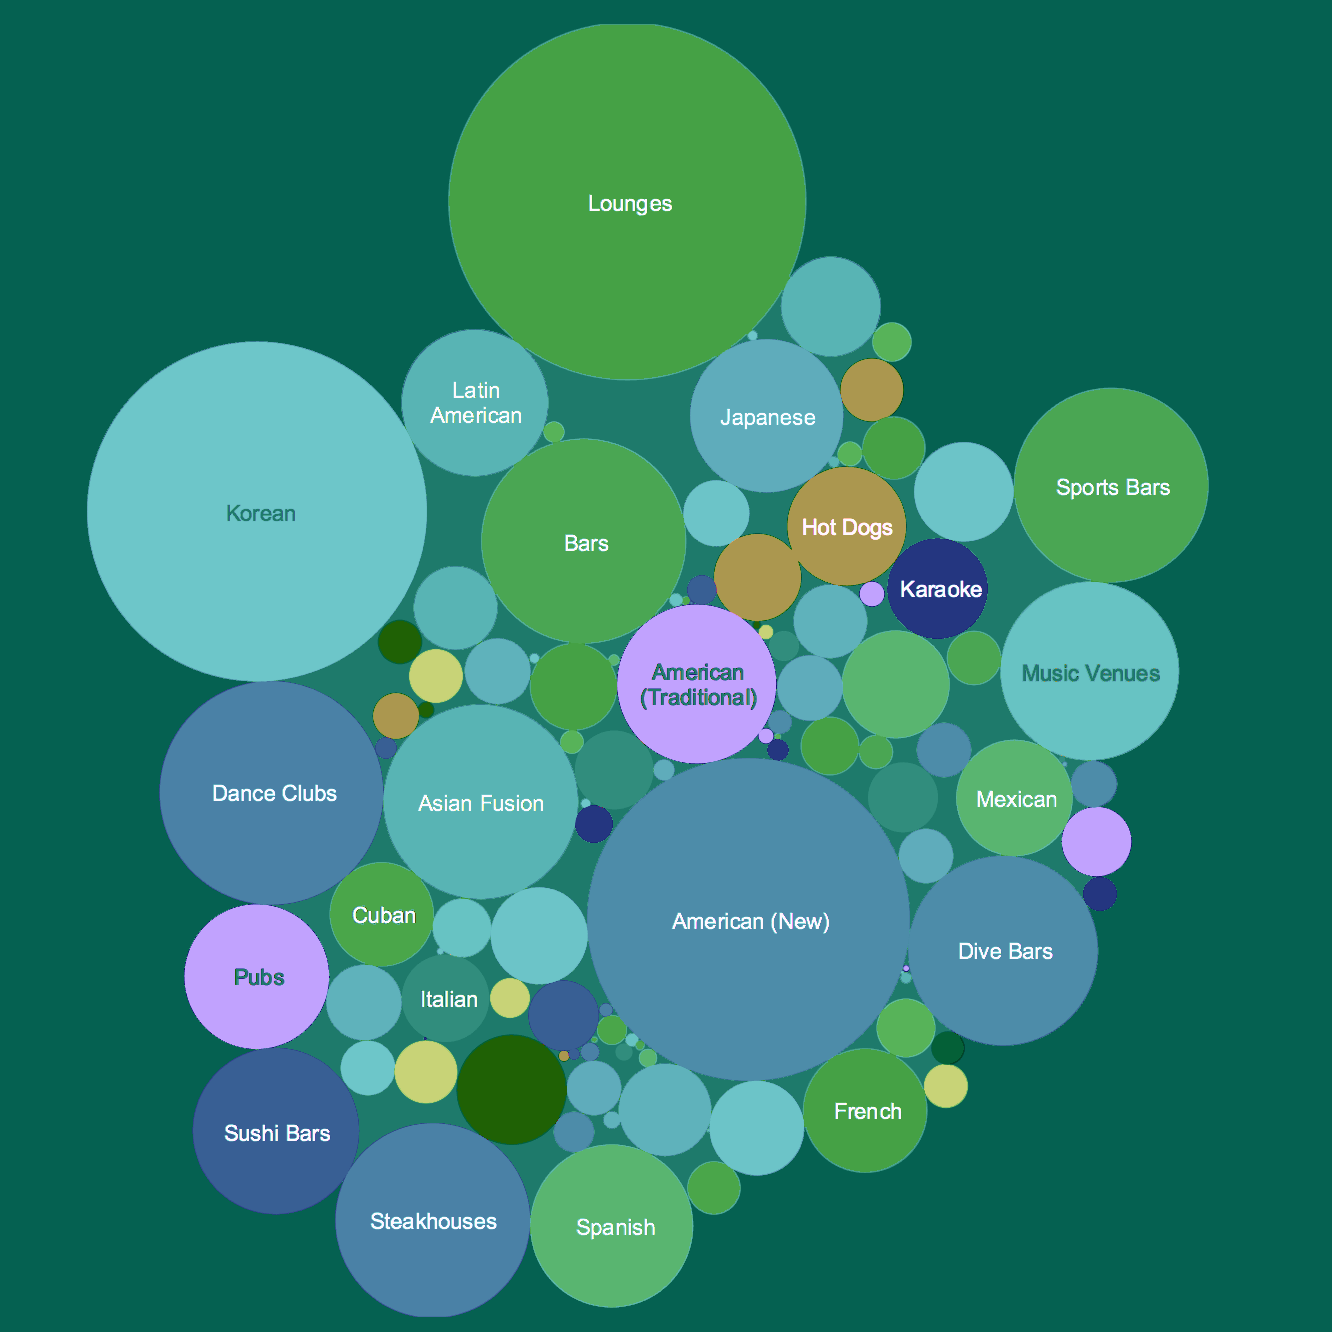 Lounges
Latin
American
Japanese
Korean
Sports Bars
Hot Dogs
Bars
Karaoke
American
(Traditional)
Music Venues
Dance Clubs
Asian Fusion
Mexican
Cuban
American (New)
Dive Bars
Pubs
Italian
French
Sushi Bars
Steakhouses
Spanish